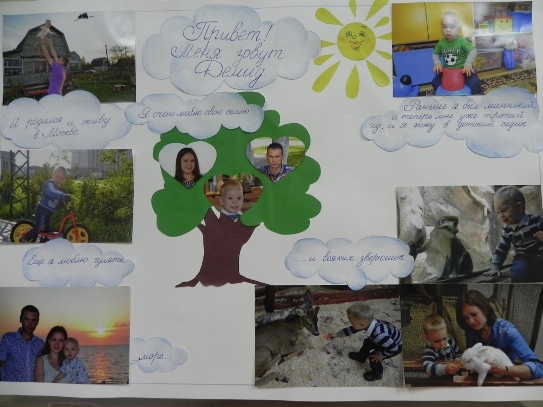 Привет!
Меня зовут
Демид
Я родился и живу
в Москве
Я очень люблю свою семью
Раньше я был маленький,
а теперь мне уже третий
год, и я хожу в детский садик
Ещё я люблю гулять...
...и всяких зверюшек
...море...